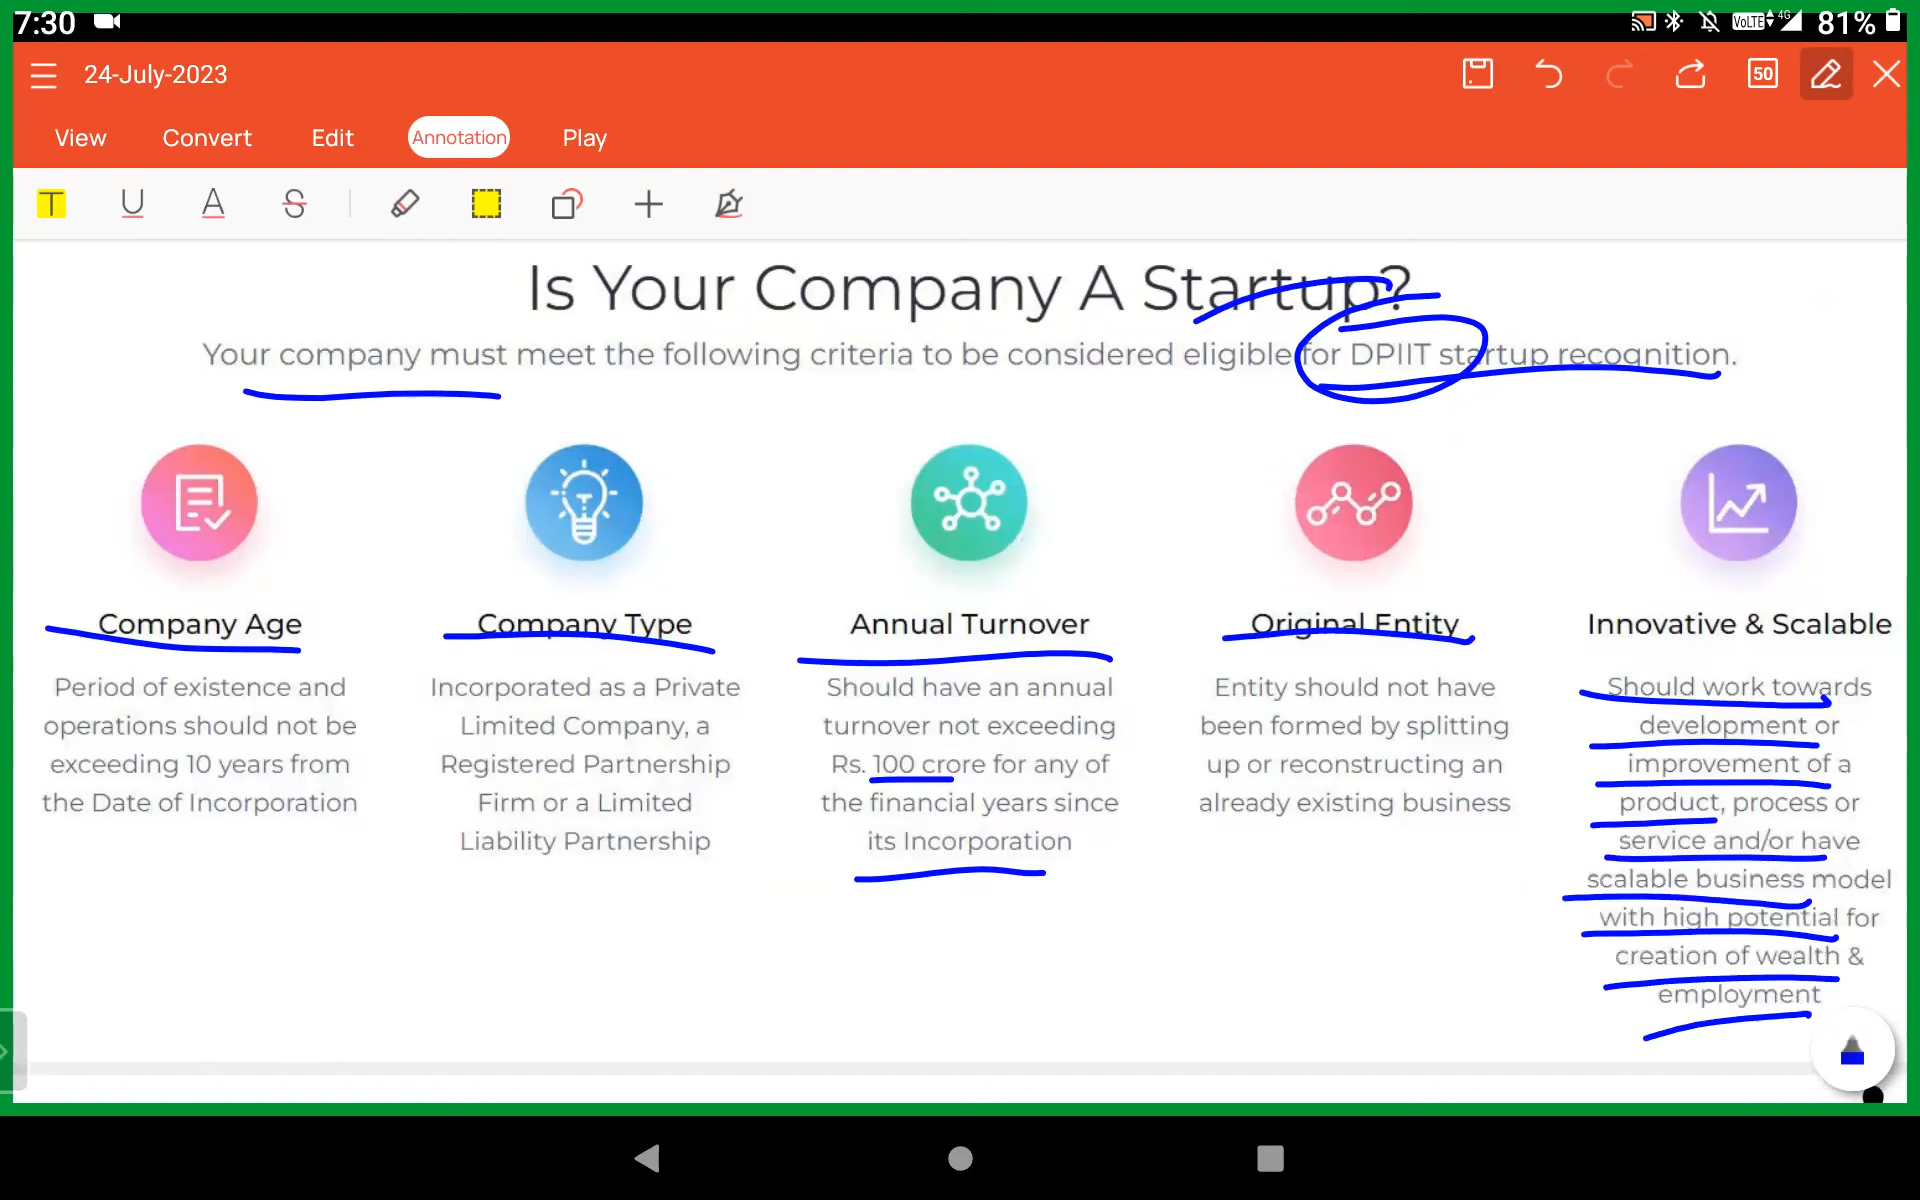 7:30
VoLTE 4G 81%
24-July-2023
50
View Convert Edit Annotation Play
T U A S
Is Your Company A Startup?
Your company must meet the following criteria to be considered eligible for DPIIT startup recognition.
Company Age
Period of existence and
operations should not be
exceeding 10 years from
the Date of Incorporation
Company Type
Incorporated as a Private
Limited Company, a
Registered Partnership
Firm or a Limited
Liability Partnership
Annual Turnover
Should have an annual
turnover not exceeding
Rs. 100 crore for any of
the financial years since
its Incorporation
Original Entity
Entity should not have
been formed by splitting
up or reconstructing an
already existing business
Innovative & Scalable
Should work towards
development or
improvement of a
product, process or
service and/or have
scalable business model
with high potential for
creation of wealth &
employment